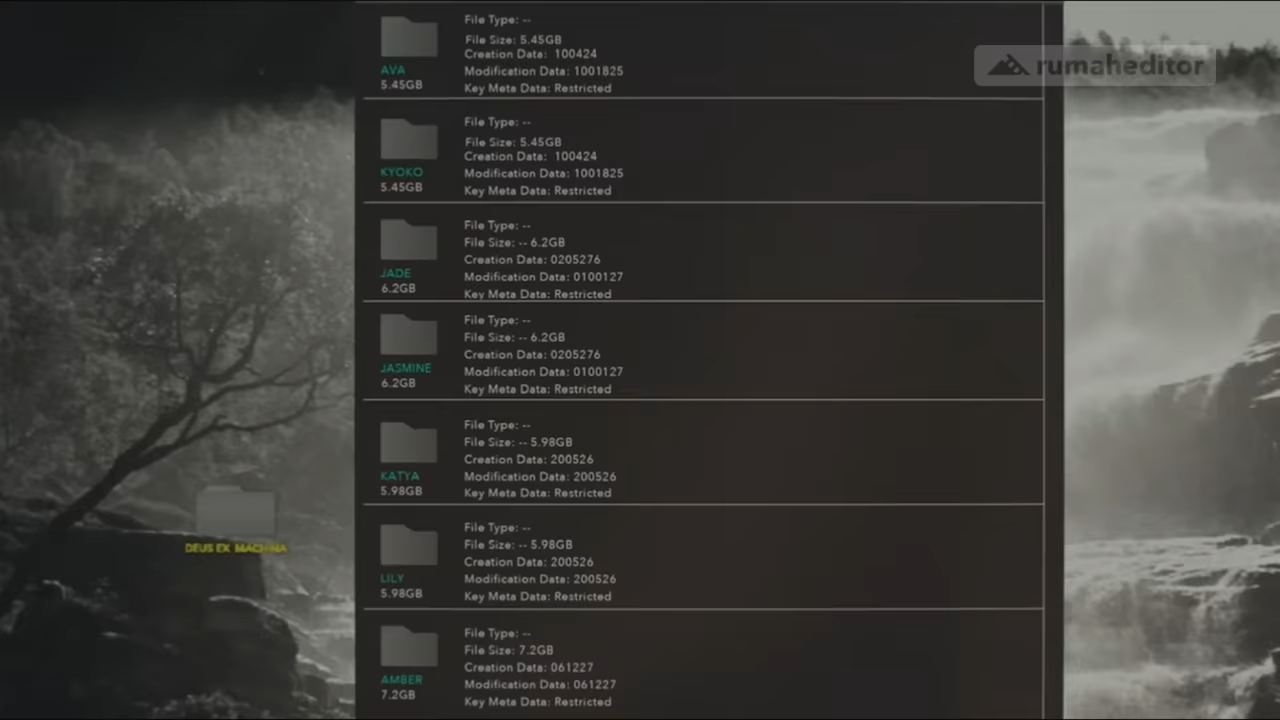 rumaheditor
File Type: --
File Size: 5.45GB
Creation Data: 100424
Modification Data: 1001825
Key Meta Data: Restricted
AVA
5.45GB
File Type: --
File Size: 5.45GB
Creation Data: 100424
Modification Data: 1001825
Key Meta Data: Restricted
KYOKO
5.45GB
File Type: --
File Size: -- 6.2GB
Creation Data: 0205276
Modification Data: 0100127
Key Meta Data: Restricted
JADE
6.2GB
File Type: --
File Size: -- 6.2GB
Creation Data: 0205276
Modification Data: 0100127
Key Meta Data: Restricted
JASMINE
6.2GB
File Type: --
File Size: -- 5.98GB
Creation Data: 200526
Modification Data: 200526
Key Meta Data: Restricted
KATYA
5.98GB
DEUS EX MACHINA
File Type: --
File Size: -- 5.98GB
Creation Data: 200526
Modification Data: 200526
Key Meta Data: Restricted
LILY
5.98GB
File Type: --
File Size: 7.2GB
Creation Data: 061227
Modification Data: 061227
Key Meta Data: Restricted
AMBER
7.2GB